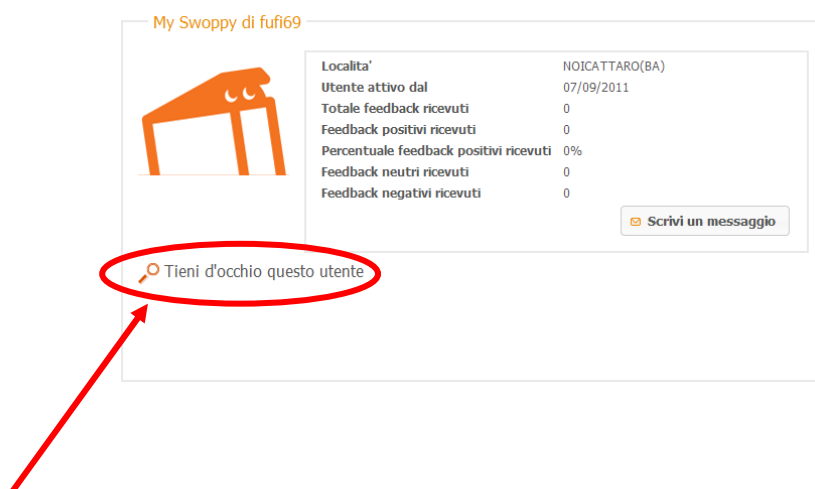 My Swoppy di fufi69
Localita' NOICATTARO(BA)
Utente attivo dal 07/09/2011
Totale feedback ricevuti 0
Feedback positivi ricevuti 0
Percentuale feedback positivi ricevuti 0%
Feedback neutri ricevuti 0
Feedback negativi ricevuti 0
Scrivi un messaggio
Tieni d'occhio questo utente